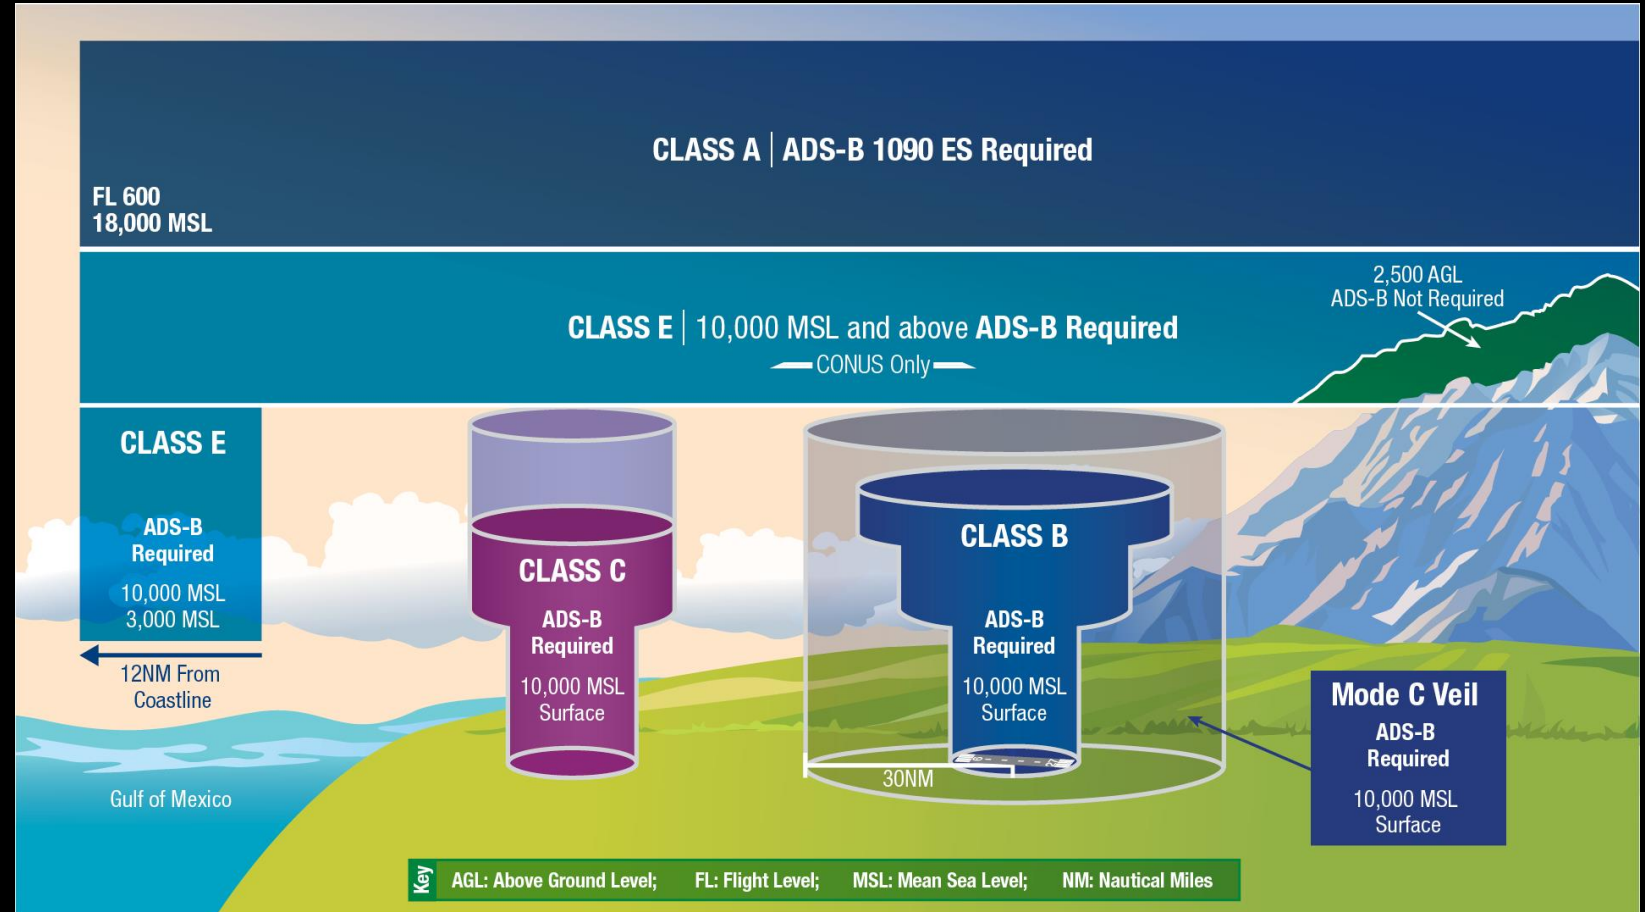 CLASS A | ADS-B 1090 ES Required
FL 600
18,000 MSL
2,500 AGL
ADS-B Not Required
CLASS E | 10,000 MSL and above ADS-B Required
CONUS Only
CLASS E
ADS-B
Required
10,000 MSL
3,000 MSL
12NM From
Coastline
Gulf of Mexico
CLASS C
ADS-B
Required
10,000 MSL
Surface
CLASS B
ADS-B
Required
10,000 MSL
Surface
30NM
Mode C Veil
ADS-B
Required
10,000 MSL
Surface
Key
AGL: Above Ground Level; FL: Flight Level; MSL: Mean Sea Level; NM: Nautical Miles